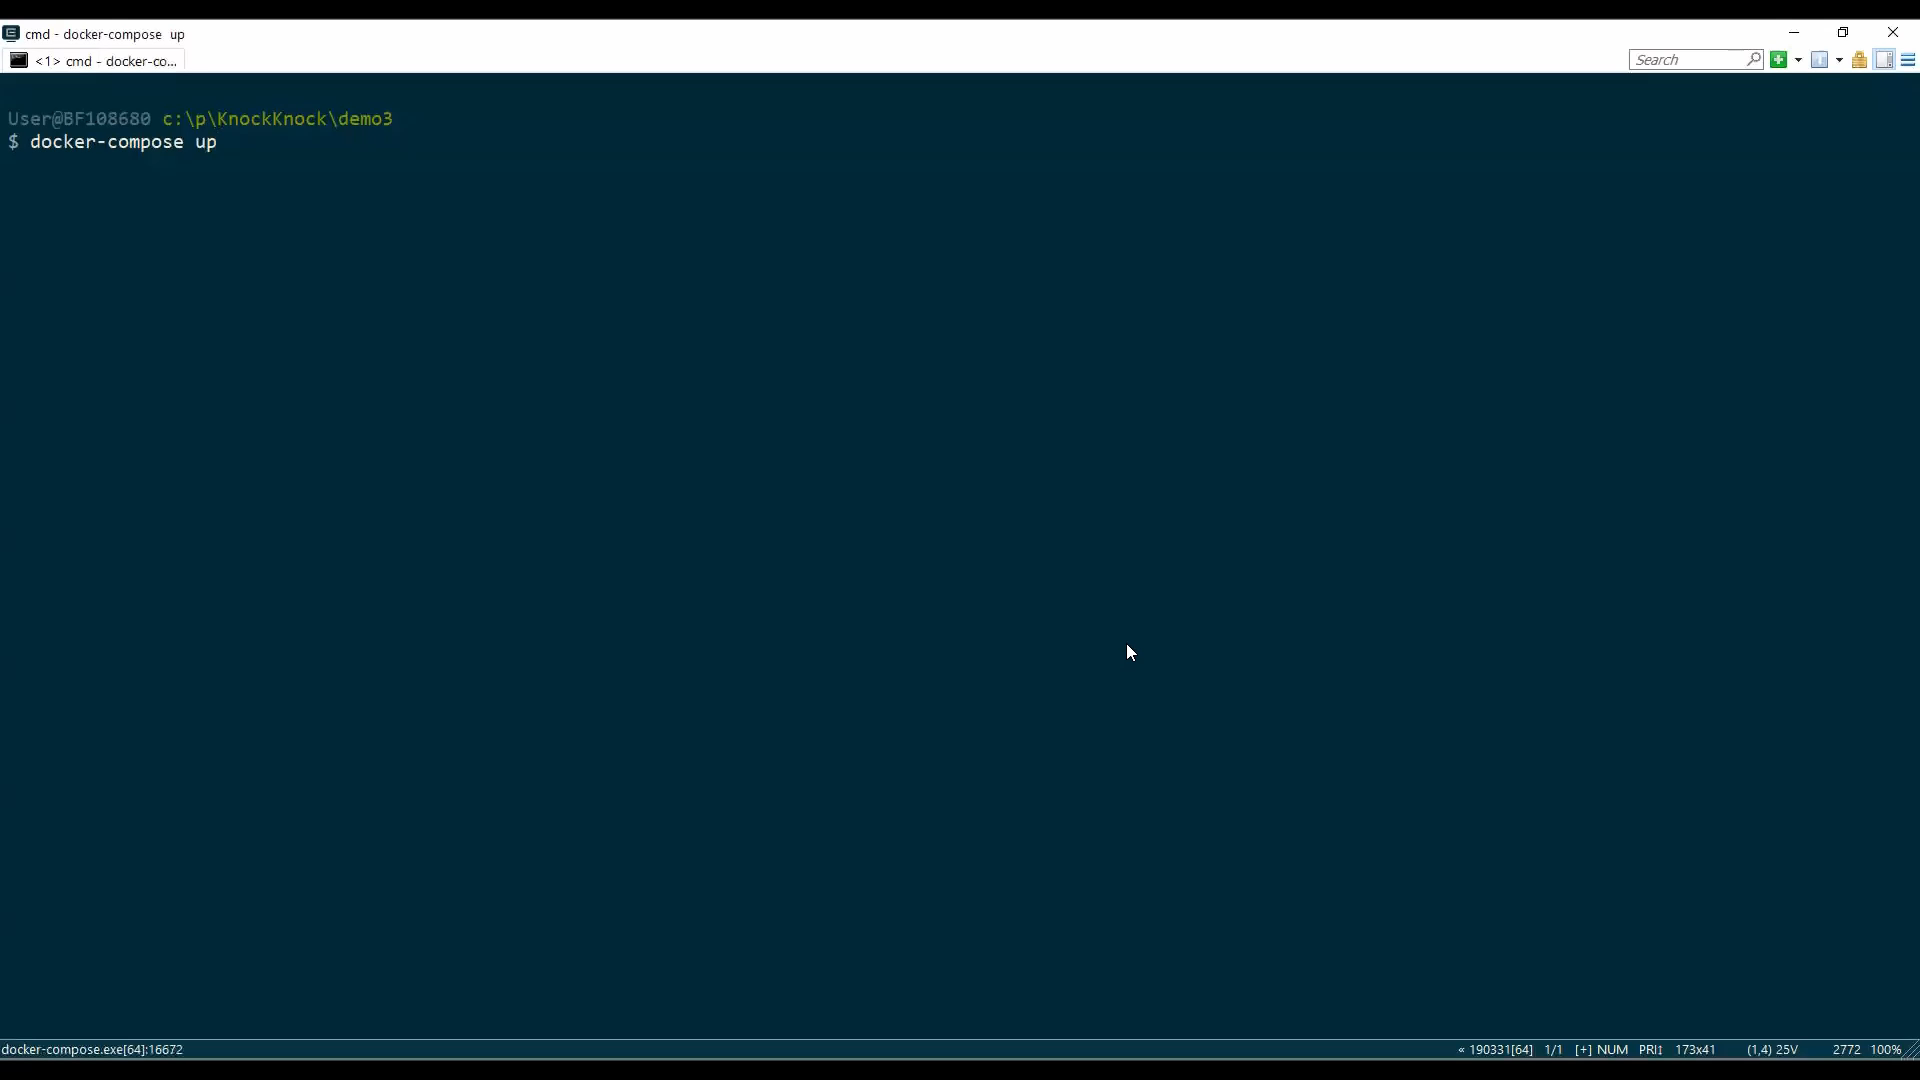 cmd - docker-compose  up
<1> cmd - docker-co...
Search
User@BF108680 c:\p\KnockKnock\demo3
$ docker-compose up
docker-compose.exe[64]:16672
« 190331[64] 1/1 [+] NUM PRI↕ 173x41 (1,4) 25V 2772 100%